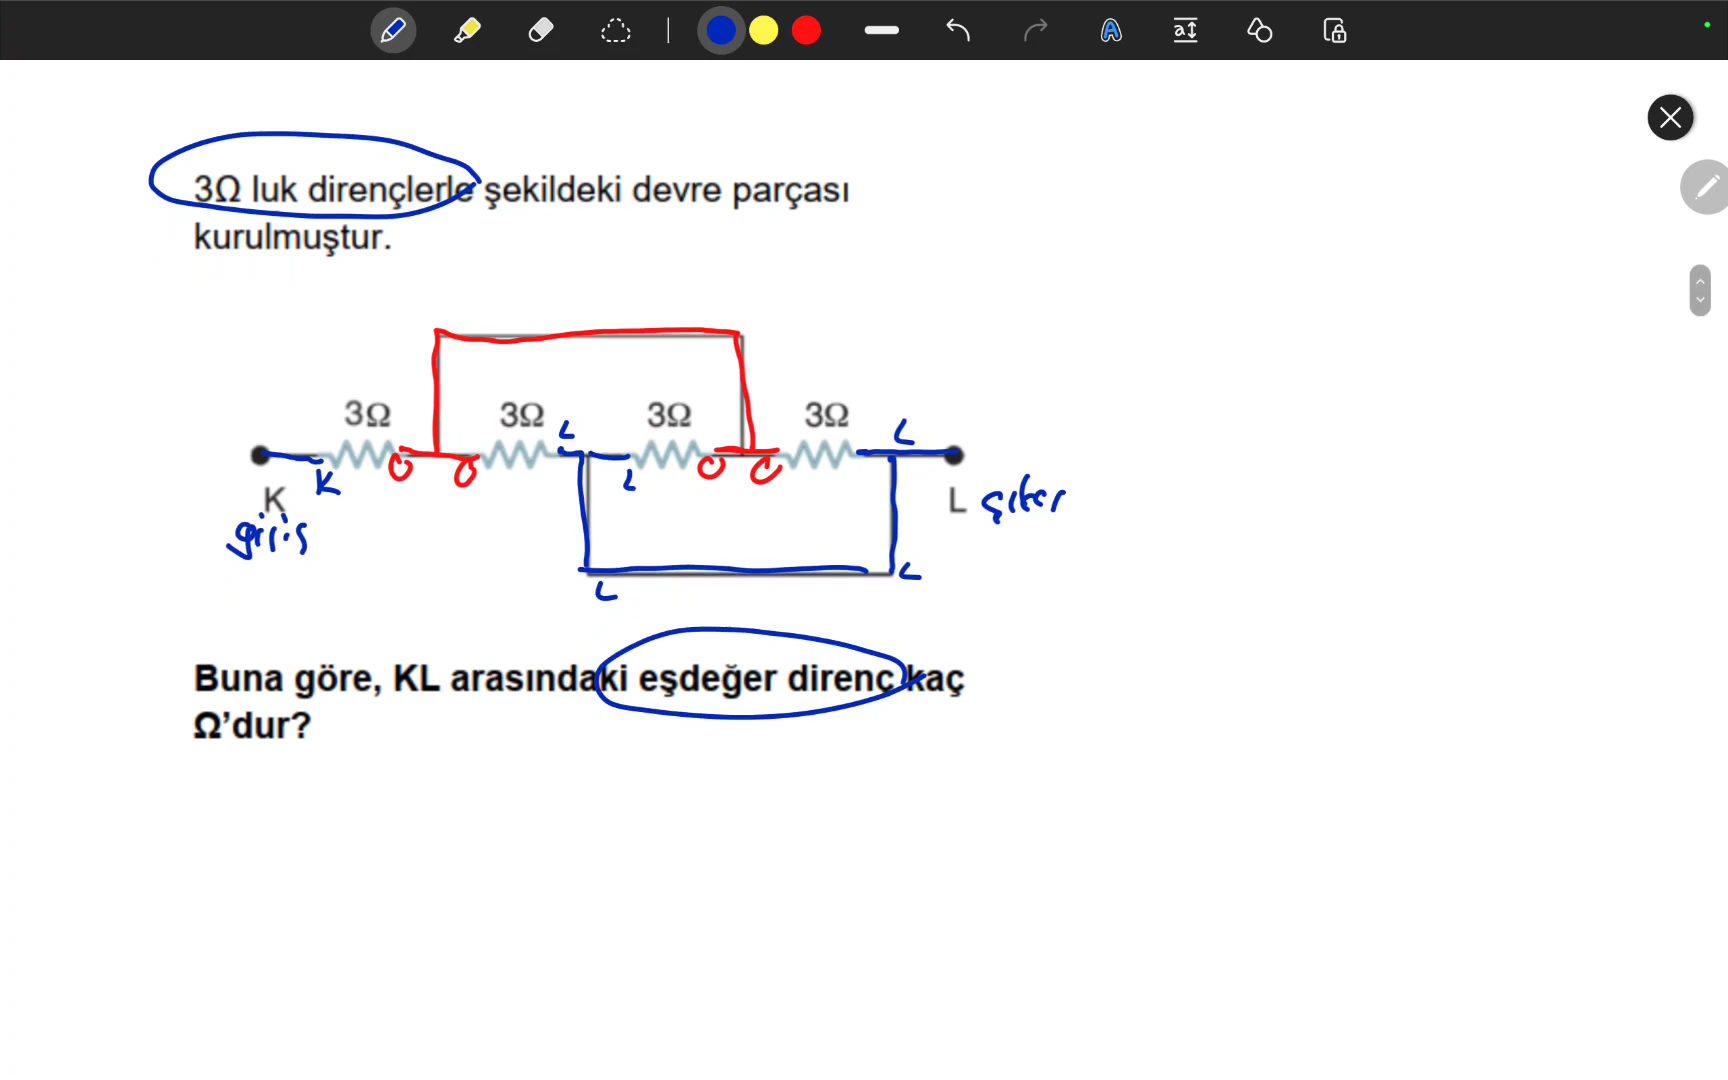 3Ω luk dirençlerle şekildeki devre parçası
kurulmuştur.
3Ω 3Ω 3Ω 3Ω
L L
K O O L O O
K L çıkar
giriş
L L
Buna göre, KL arasındaki eşdeğer direnç kaç
Ω’dur?